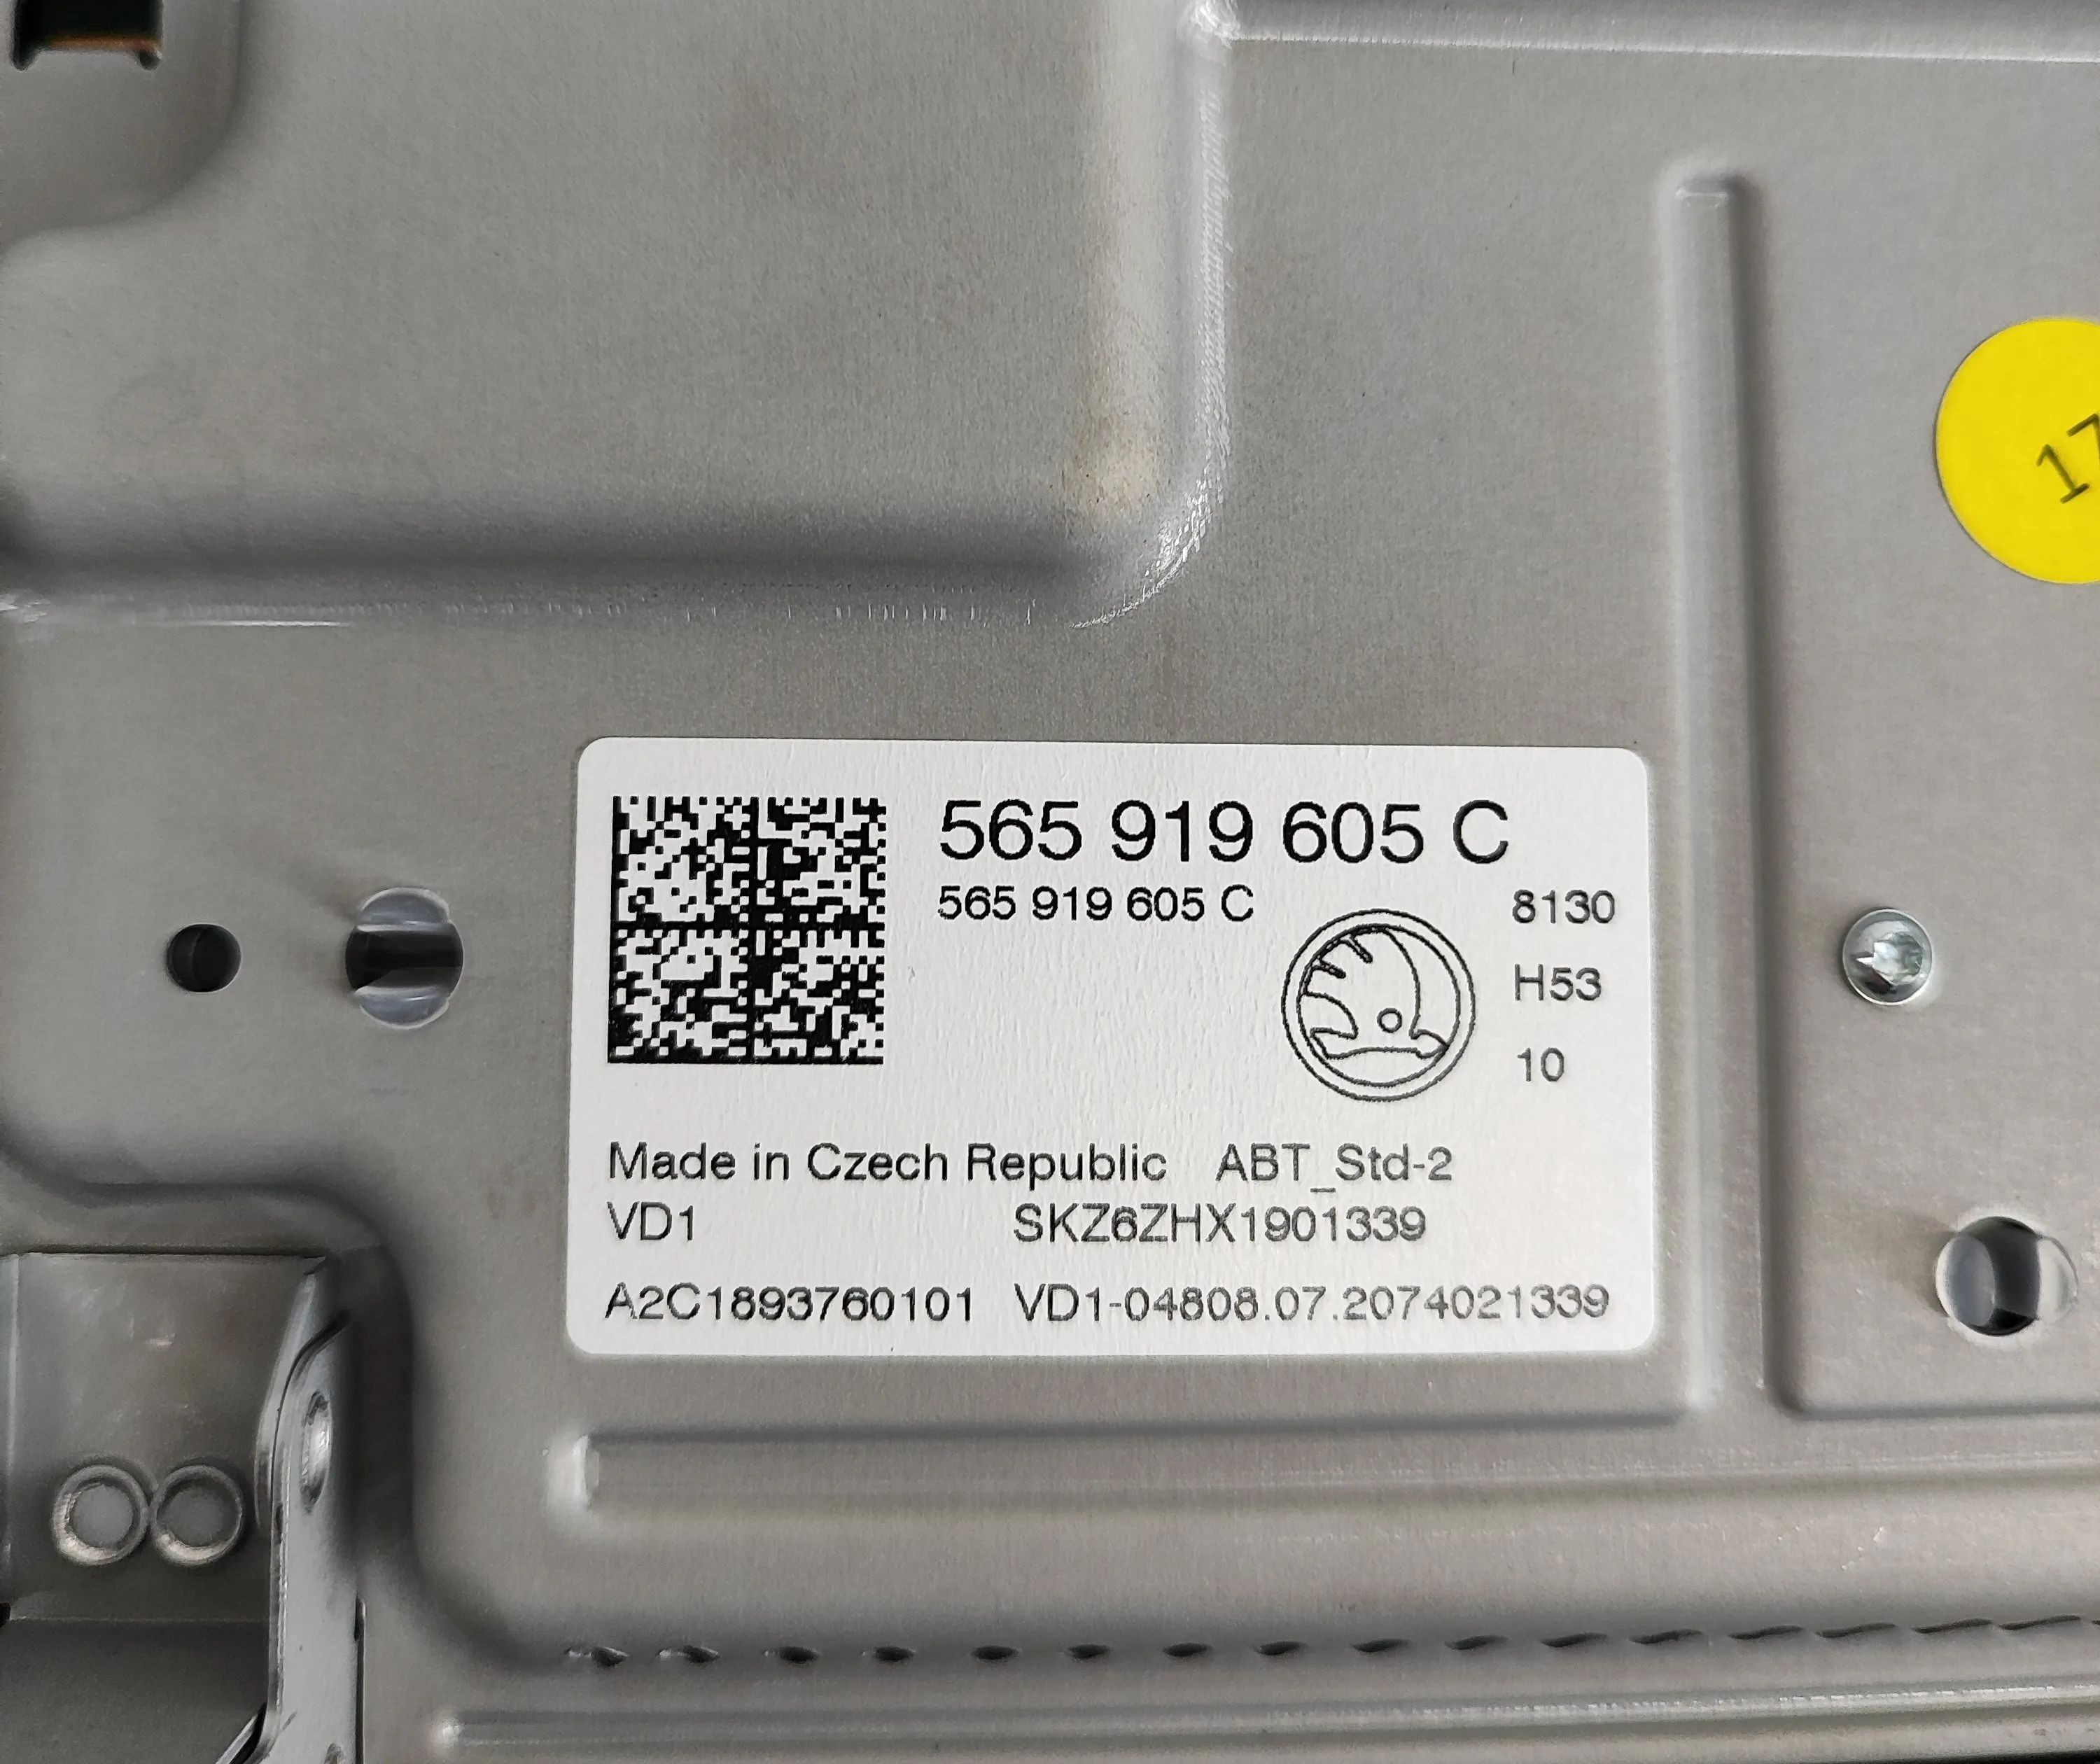 17
565 919 605 C
565 919 605 C
8130
H53
10
Made in Czech Republic ABT_Std-2
VD1 SKZ6ZHX1901339
A2C1893760101 VD1-04808.07.2074021339